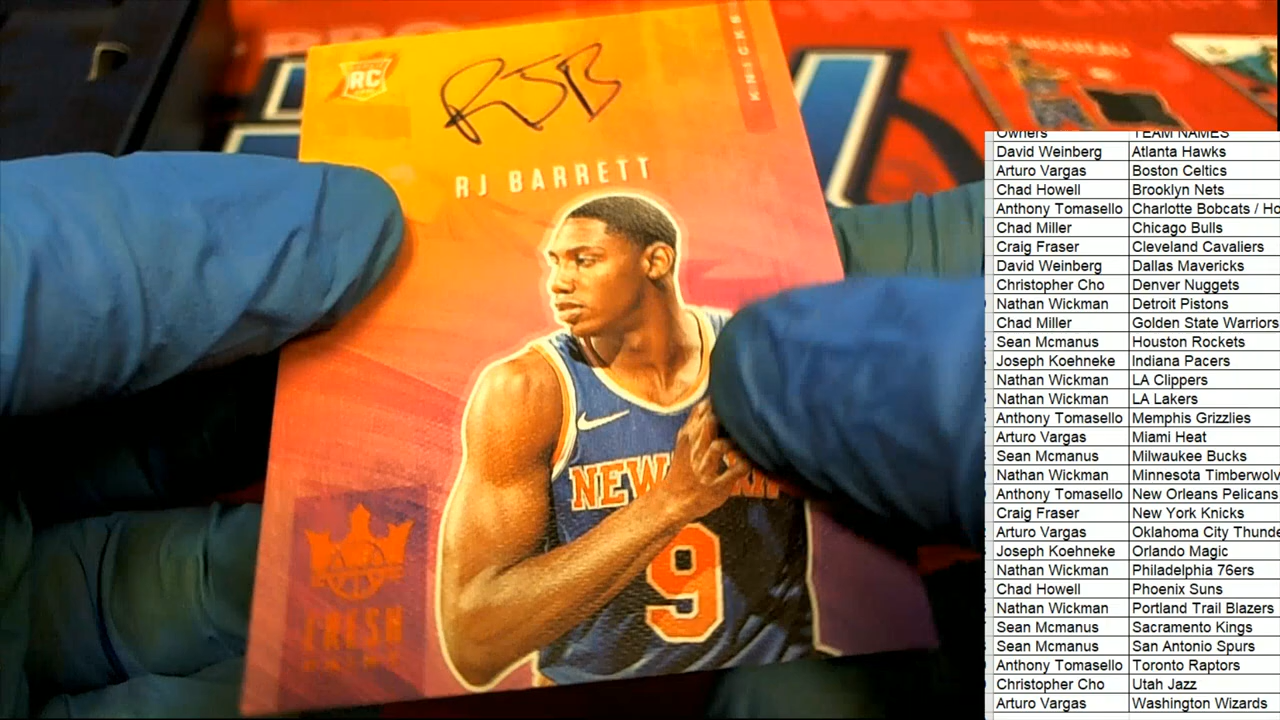 RC
RJB
KNICKS
RJ BARRETT
NEW
9
FRESH
ART NOUVEAU
Owners TEAM NAMES
David Weinberg Atlanta Hawks
Arturo Vargas Boston Celtics
Chad Howell Brooklyn Nets
Anthony Tomasello Charlotte Bobcats / Ho
Chad Miller Chicago Bulls
Craig Fraser Cleveland Cavaliers
David Weinberg Dallas Mavericks
Christopher Cho Denver Nuggets
Nathan Wickman Detroit Pistons
Chad Miller Golden State Warriors
Sean Mcmanus Houston Rockets
Joseph Koehneke Indiana Pacers
Nathan Wickman LA Clippers
Nathan Wickman LA Lakers
Anthony Tomasello Memphis Grizzlies
Arturo Vargas Miami Heat
Sean Mcmanus Milwaukee Bucks
Nathan Wickman Minnesota Timberwolv
Anthony Tomasello New Orleans Pelicans
Craig Fraser New York Knicks
Arturo Vargas Oklahoma City Thunde
Joseph Koehneke Orlando Magic
Nathan Wickman Philadelphia 76ers
Chad Howell Phoenix Suns
Nathan Wickman Portland Trail Blazers
Sean Mcmanus Sacramento Kings
Sean Mcmanus San Antonio Spurs
Anthony Tomasello Toronto Raptors
Christopher Cho Utah Jazz
Arturo Vargas Washington Wizards